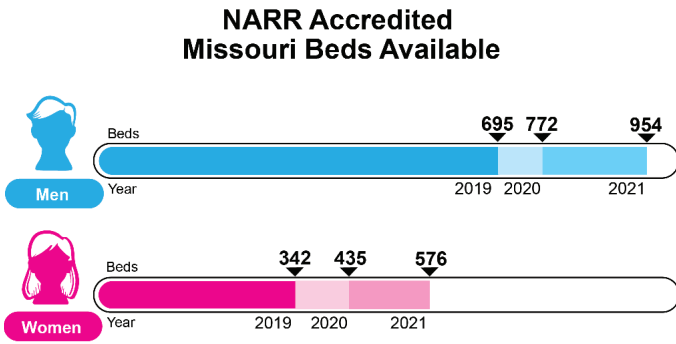 NARR Accredited
Missouri Beds Available
Beds
695 772 954
Men
Year
2019 2020 2021
Beds
342 435 576
Women
Year
2019 2020 2021